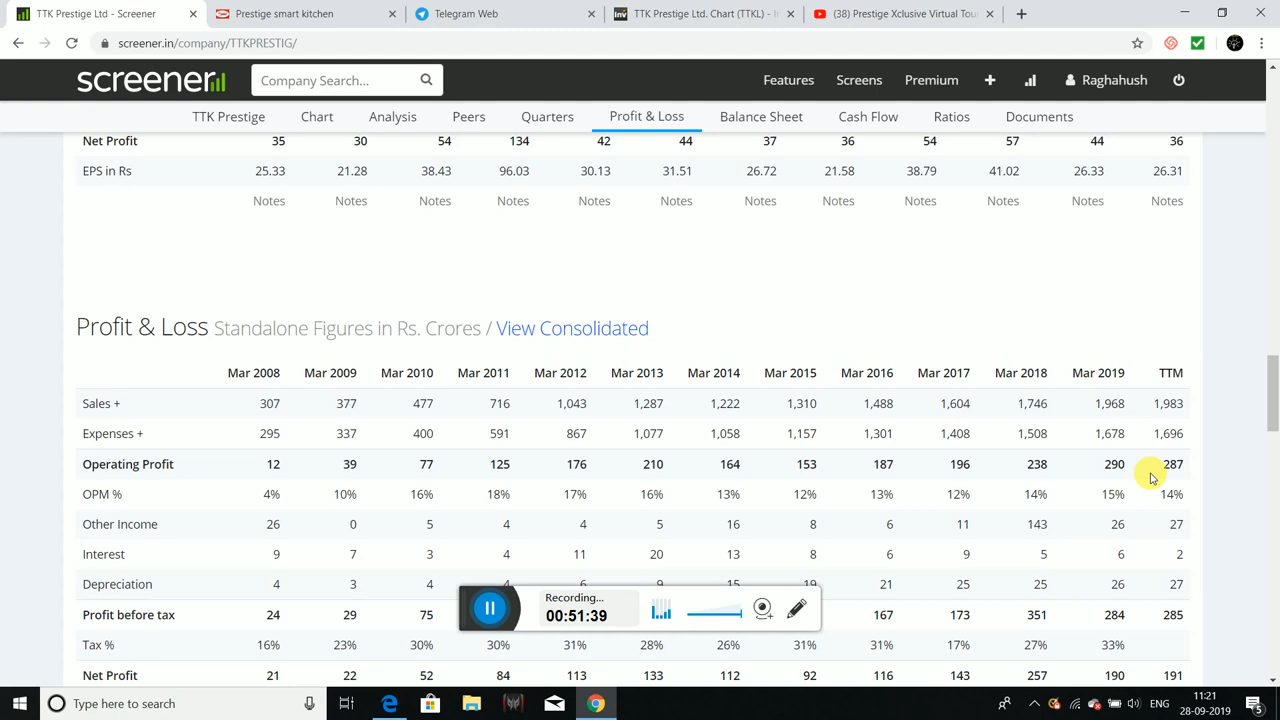 TTK Prestige Ltd - Screener
Prestige smart kitchen
Telegram Web
TTK Prestige Ltd. Chart (TTKL) - I
(38) Prestige Xclusive Virtual Tou
screener.in/company/TTKPRESTIG/
screener
Company Search...
Features Screens Premium Raghahush
TTK Prestige Chart Analysis Peers Quarters Profit & Loss Balance Sheet Cash Flow Ratios Documents
Net Profit 35 30 54 134 42 44 37 36 54 57 44 36
EPS in Rs 25.33 21.28 38.43 96.03 30.13 31.51 26.72 21.58 38.79 41.02 26.33 26.31
Notes Notes Notes Notes Notes Notes Notes Notes Notes Notes Notes Notes
Profit & Loss Standalone Figures in Rs. Crores / View Consolidated
Mar 2008 Mar 2009 Mar 2010 Mar 2011 Mar 2012 Mar 2013 Mar 2014 Mar 2015 Mar 2016 Mar 2017 Mar 2018 Mar 2019 TTM
Sales + 307 377 477 716 1,043 1,287 1,222 1,310 1,488 1,604 1,746 1,968 1,983
Expenses + 295 337 400 591 867 1,077 1,058 1,157 1,301 1,408 1,508 1,678 1,696
Operating Profit 12 39 77 125 176 210 164 153 187 196 238 290 287
OPM % 4% 10% 16% 18% 17% 16% 13% 12% 13% 12% 14% 15% 14%
Other Income 26 0 5 4 4 5 16 8 6 11 143 26 27
Interest 9 7 3 4 11 20 13 8 6 9 5 6 2
Depreciation 4 3 4 4 6 9 15 19 21 25 25 26 27
Recording...
00:51:39
Profit before tax 24 29 75 167 173 351 284 285
Tax % 16% 23% 30% 30% 31% 28% 26% 31% 31% 17% 27% 33%
Net Profit 21 22 52 84 113 133 112 92 116 143 257 190 191
Type here to search
ENG
11:21
28-09-2019
5